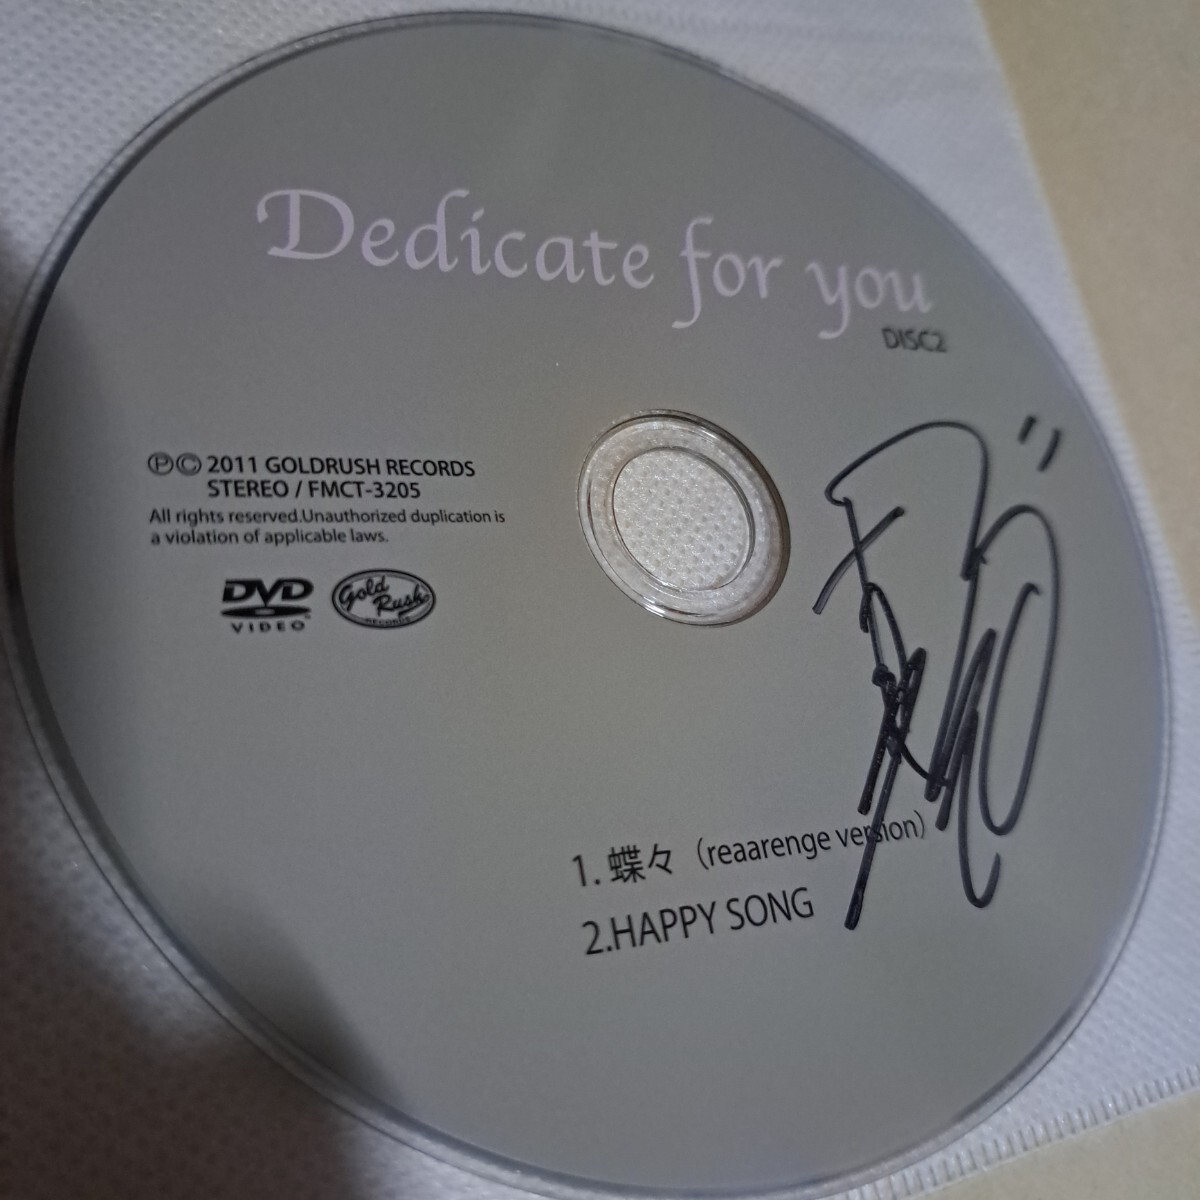 Dedicate for you
DISC2
ⓅⒸ 2011 GOLDRUSH RECORDS
STEREO / FMCT-3205
All rights reserved.Unauthorized duplication is
a violation of applicable laws.
DVD
VIDEO
Gold
Rush
RECORDS
1. 蝶々（reaarenge version）
2.HAPPY SONG